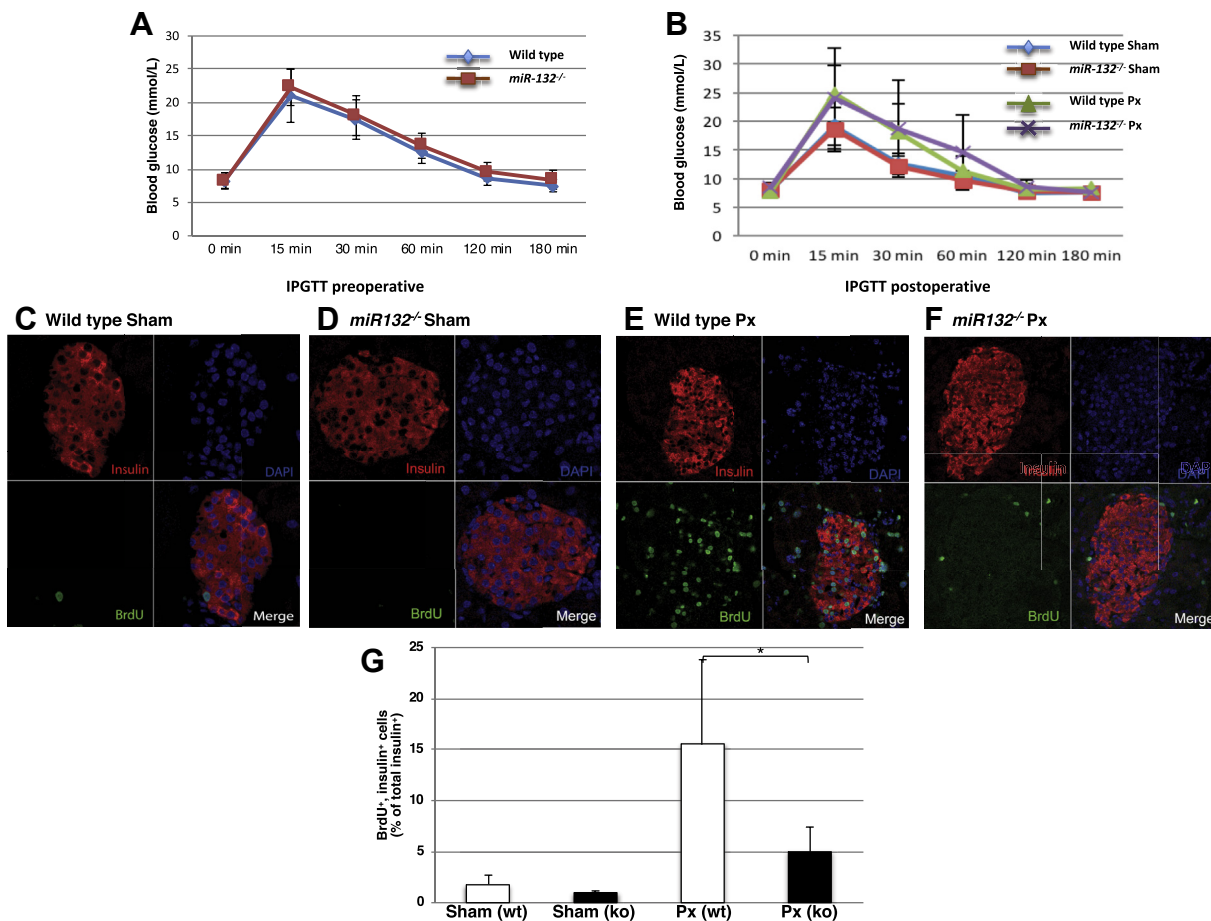 A
Blood glucose (mmol/L)
30
25
20
15
10
5
0
Wild type
miR-132-/-
0 min 15 min 30 min 60 min 120 min 180 min
IPGTT preoperative
B
Blood glucose (mmol/L)
35
30
25
20
15
10
5
0
Wild type Sham
miR-132-/- Sham
Wild type Px
miR-132-/- Px
0 min 15 min 30 min 60 min 120 min 180 min
IPGTT postoperative
C Wild type Sham
Insulin
DAPI
BrdU
Merge
D miR132-/- Sham
Insulin
DAPI
BrdU
Merge
E Wild type Px
Insulin
DAPI
BrdU
Merge
F miR132-/- Px
Insulin
DAPI
BrdU
Merge
G
BrdU+, insulin+ cells
(% of total insulin+)
25
20
15
10
5
0
*
Sham (wt) Sham (ko) Px (wt) Px (ko)